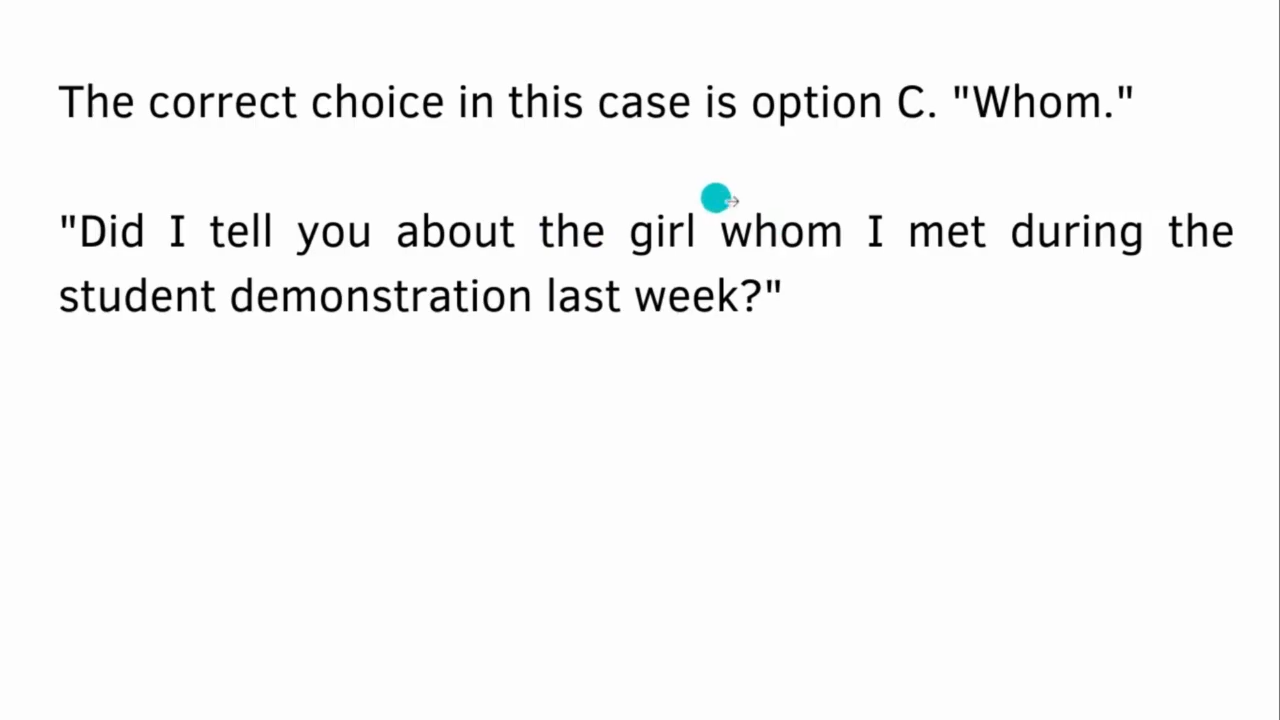 The correct choice in this case is option C. "Whom."
"Did I tell you about the girl whom I met during the
student demonstration last week?"